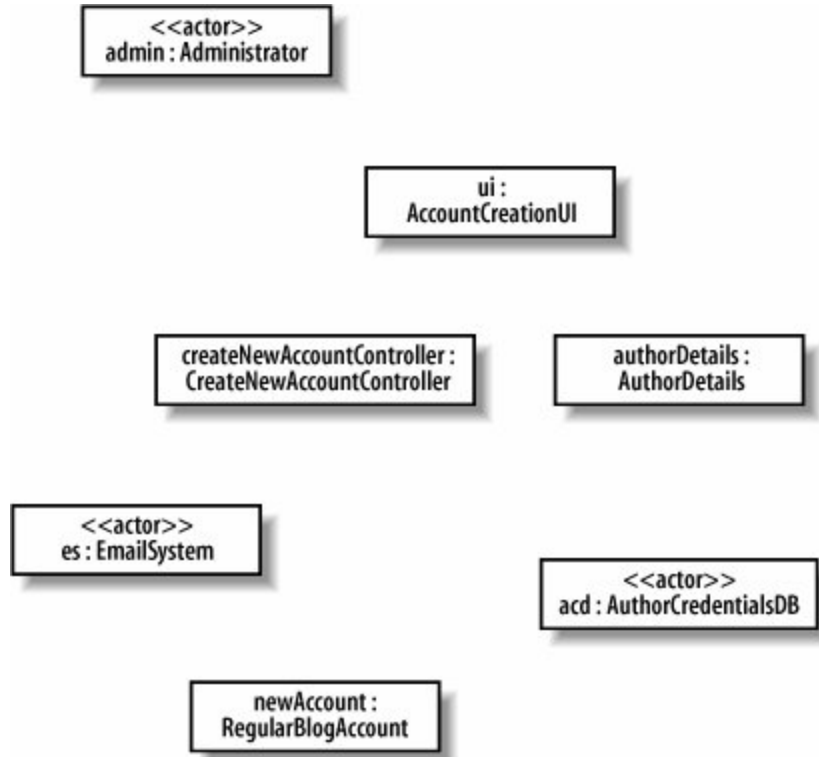 <<actor>>
admin : Administrator
ui :
AccountCreationUI
createNewAccountController :
CreateNewAccountController
authorDetails :
AuthorDetails
<<actor>>
es : EmailSystem
<<actor>>
acd : AuthorCredentialsDB
newAccount :
RegularBlogAccount